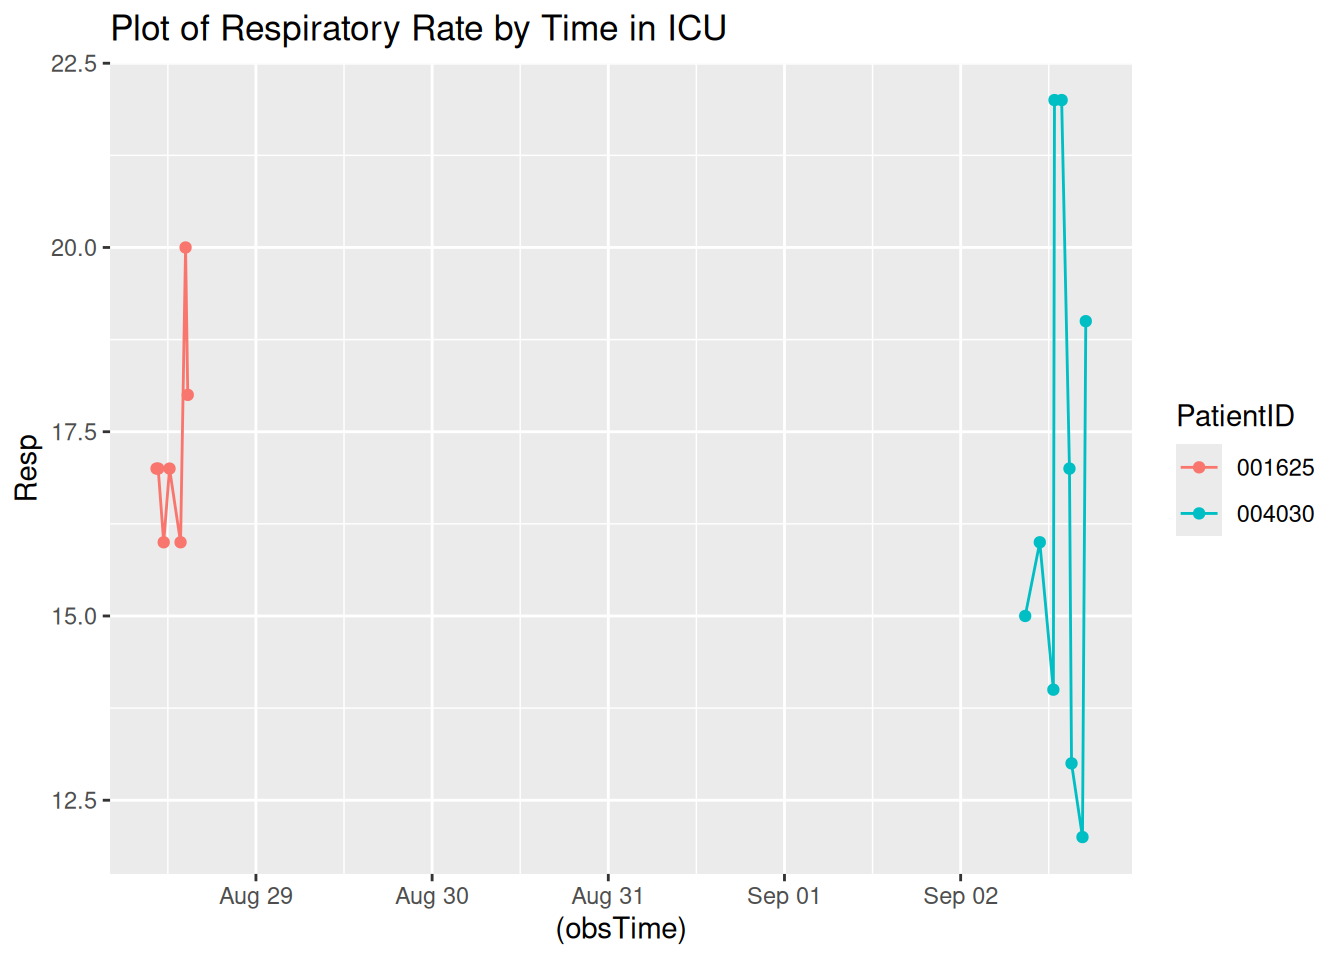 Plot of Respiratory Rate by Time in ICU
22.5
20.0
17.5
15.0
12.5
Resp
Aug 29 Aug 30 Aug 31 Sep 01 Sep 02
(obsTime)
PatientID
001625
004030